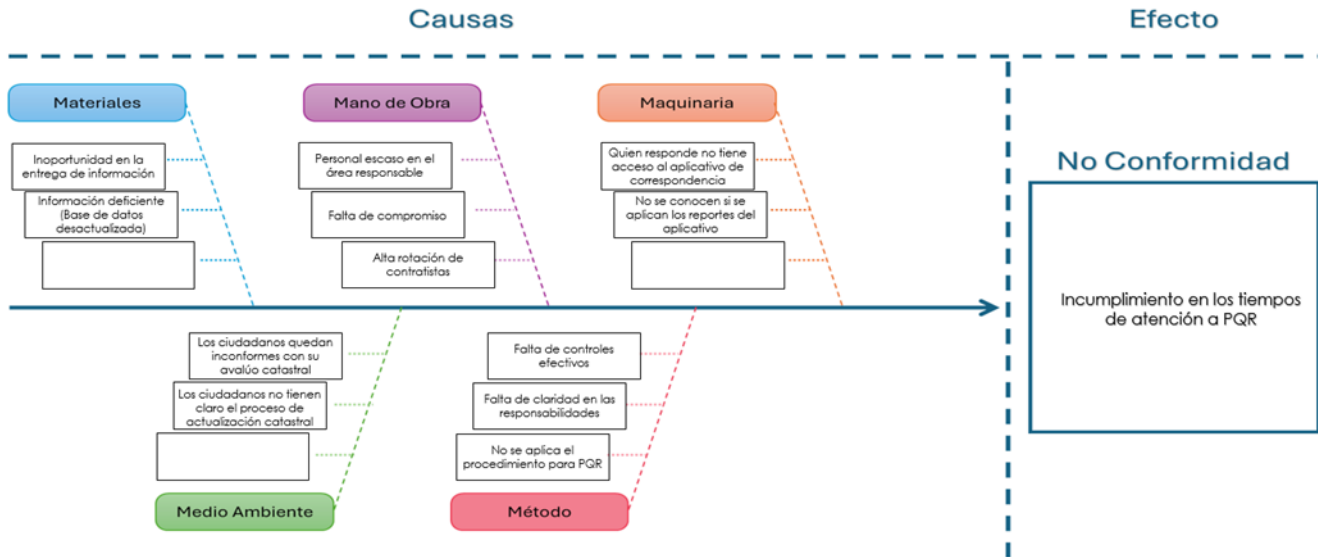 Causas
Efecto
Materiales
Inoportunidad en la
entrega de información
Información deficiente
(Base de datos
desactualizada)
Mano de Obra
Personal escaso en el
área responsable
Falta de compromiso
Alta rotación de
contratistas
Maquinaria
Quien responde no tiene
acceso al aplicativo de
correspondencia
No se conocen si se
aplican los reportes del
aplicativo
No Conformidad
Incumplimiento en los tiempos
de atención a PQR
Los ciudadanos quedan
inconformes con su
avalúo catastral
Los ciudadanos no tienen
claro el proceso de
actualización catastral
Medio Ambiente
Falta de controles
efectivos
Falta de claridad en las
responsabilidades
No se aplica el
procedimiento para PQR
Método